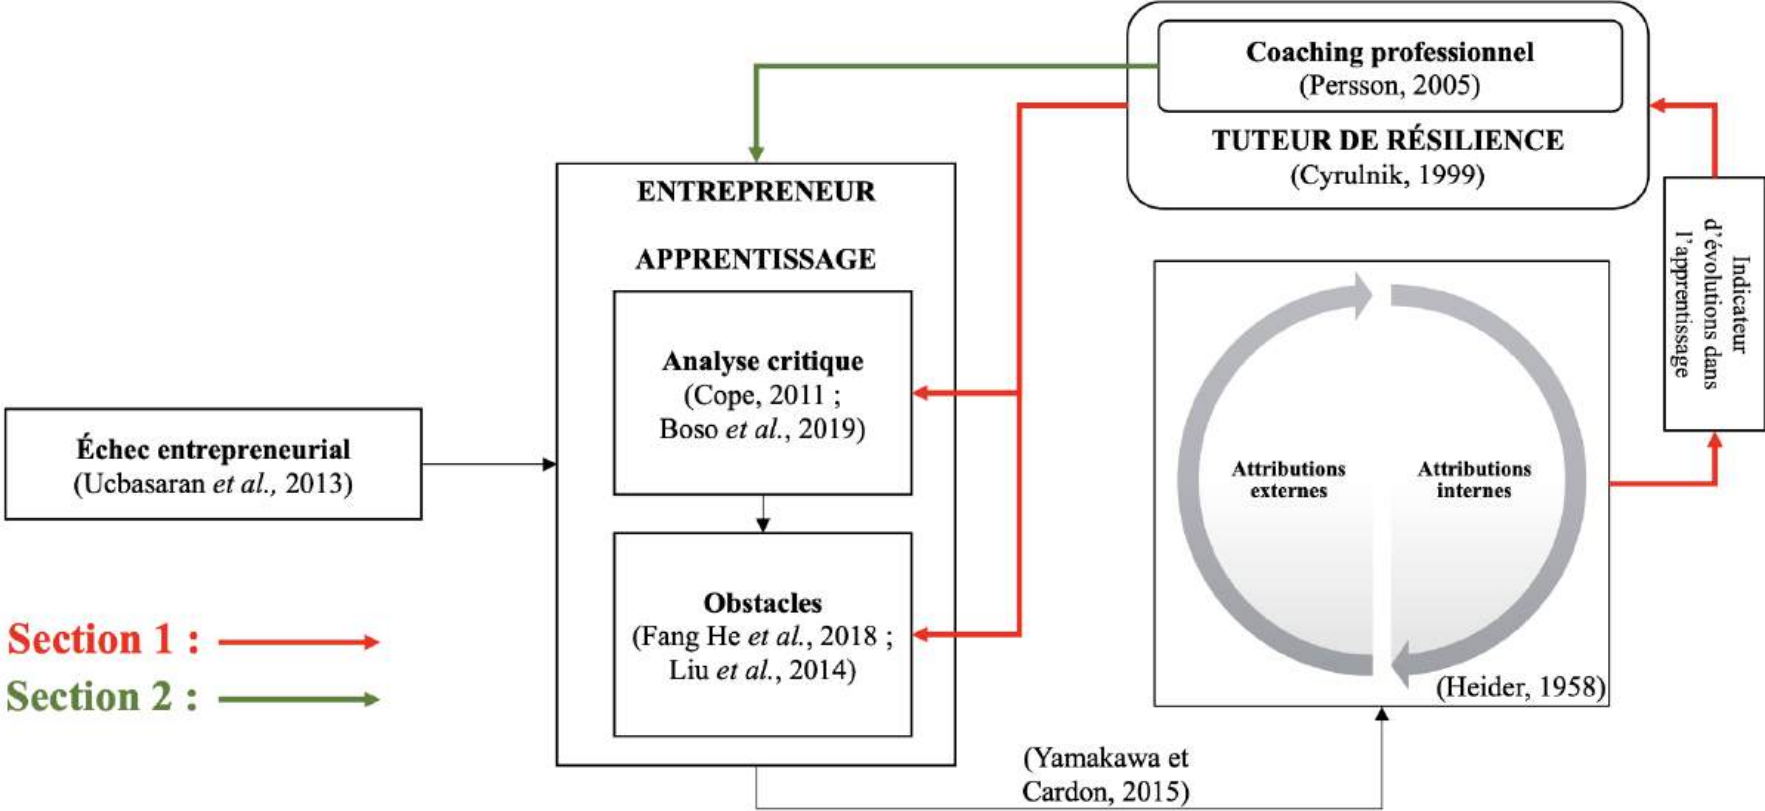 Coaching professionnel
(Persson, 2005)
TUTEUR DE RÉSILIENCE
(Cyrulnik, 1999)
ENTREPRENEUR
APPRENTISSAGE
Analyse critique
(Cope, 2011 ;
Boso et al., 2019)
Échec entrepreneurial
(Ucbasaran et al., 2013)
Obstacles
(Fang He et al., 2018 ;
Liu et al., 2014)
Indicateur
d'évolutions dans
l'apprentissage
Attributions
externes
Attributions
internes
(Heider, 1958)
(Yamakawa et
Cardon, 2015)
Section 1 :
Section 2 :